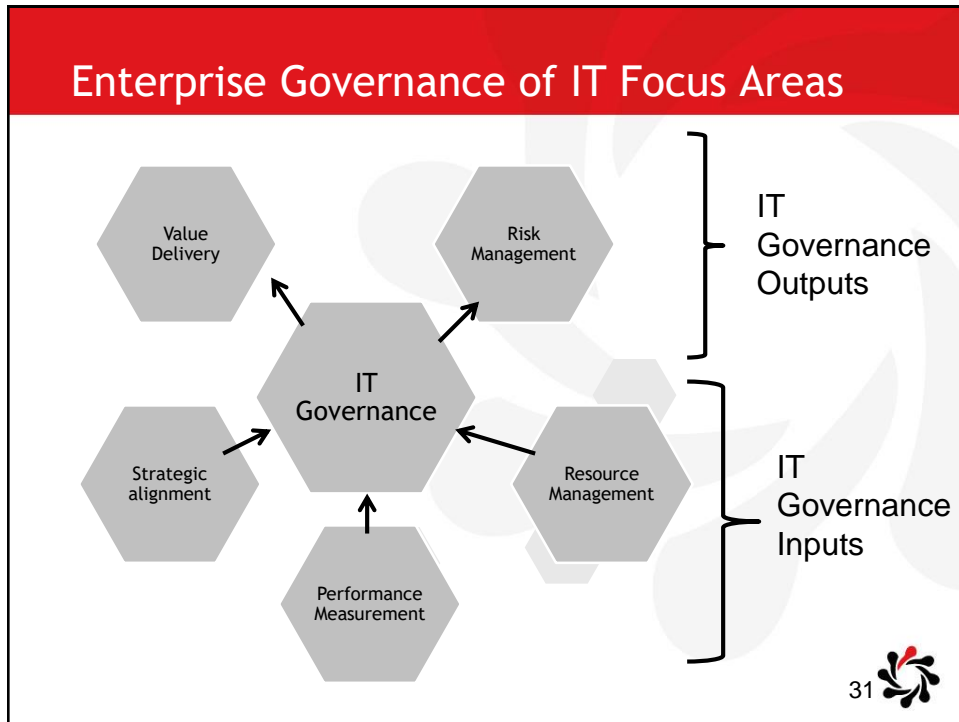 Enterprise Governance of IT Focus Areas
Value
Delivery
Risk
Management
IT
Governance
Outputs
IT
Governance
Strategic
alignment
Resource
Management
IT
Governance
Inputs
Performance
Measurement
31